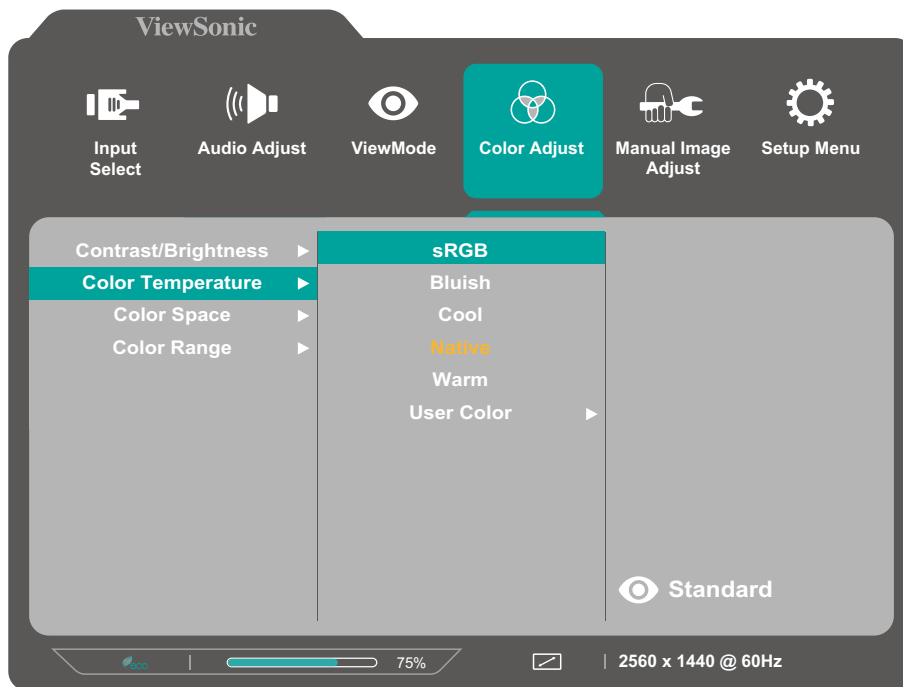 ViewSonic
Input Select
Audio Adjust
ViewMode
Color Adjust
Manual Image Adjust
Setup Menu
Contrast/Brightness
Color Temperature
Color Space
Color Range
sRGB
Bluish
Cool
Native
Warm
User Color
Standard
eco
75%
2560 x 1440 @ 60Hz